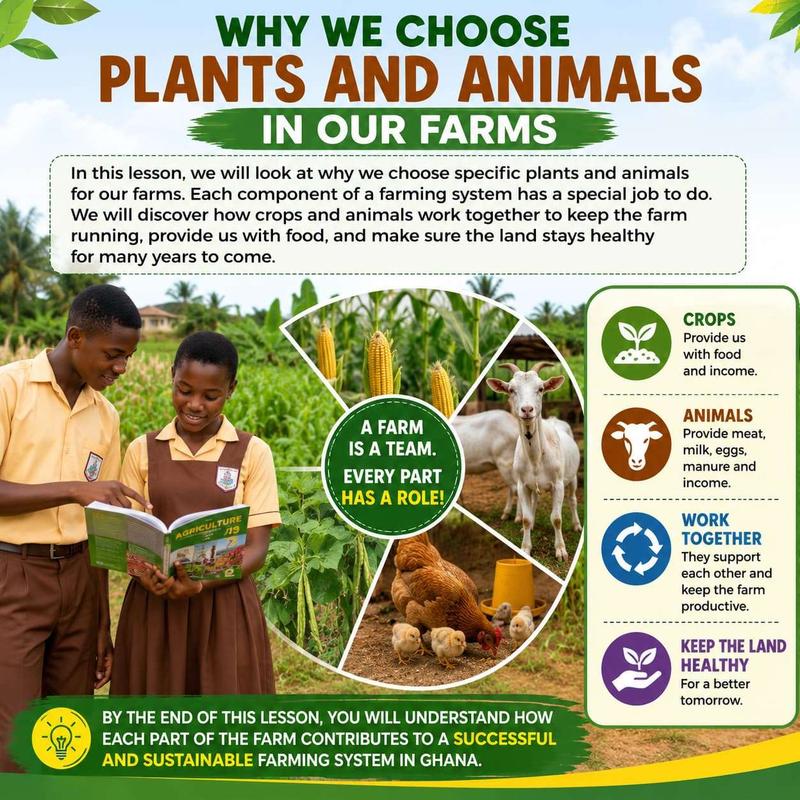 WHY WE CHOOSE
PLANTS AND ANIMALS
IN OUR FARMS
In this lesson, we will look at why we choose specific plants and animals
for our farms. Each component of a farming system has a special job to do.
We will discover how crops and animals work together to keep the farm
running, provide us with food, and make sure the land stays healthy
for many years to come.
A FARM
IS A TEAM.
EVERY PART
HAS A ROLE!
AGRICULTURE
CROPS
Provide us
with food
and income.
ANIMALS
Provide meat,
milk, eggs,
manure and
income.
WORK
TOGETHER
They support
each other and
keep the farm
productive.
KEEP THE LAND
HEALTHY
For a better
tomorrow.
BY THE END OF THIS LESSON, YOU WILL UNDERSTAND HOW
EACH PART OF THE FARM CONTRIBUTES TO A SUCCESSFUL
AND SUSTAINABLE FARMING SYSTEM IN GHANA.